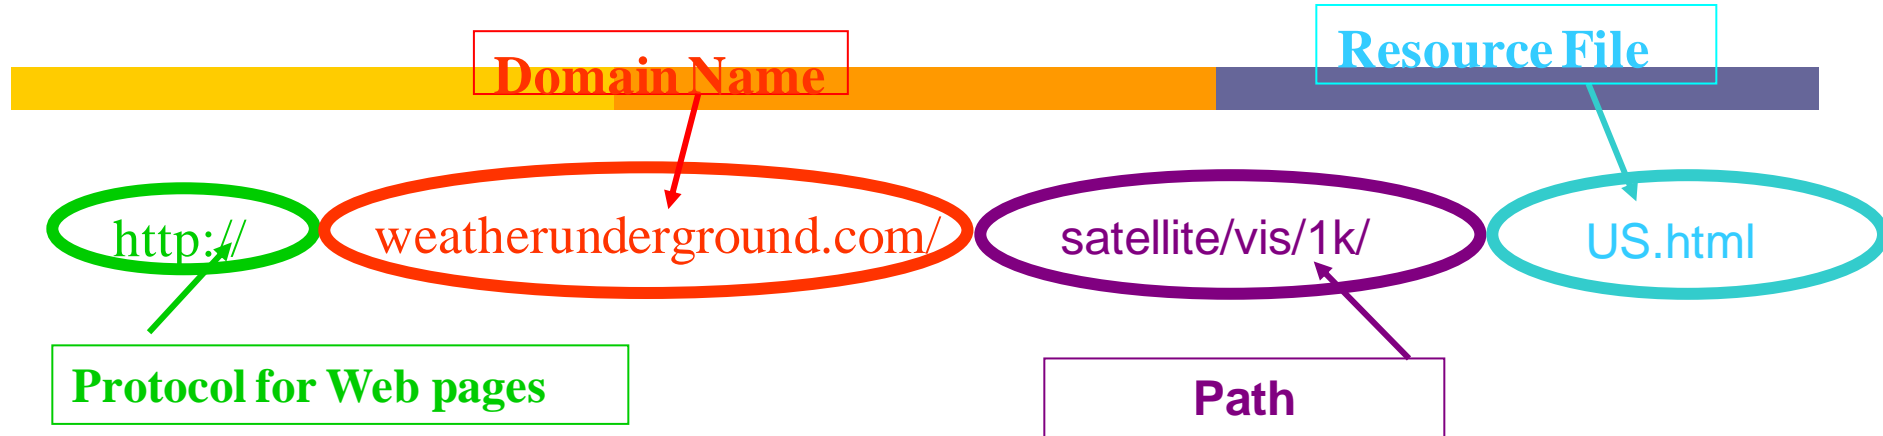 Domain Name
Resource File
http://
weatherunderground.com/
satellite/vis/1k/
US.html
Protocol for Web pages
Path